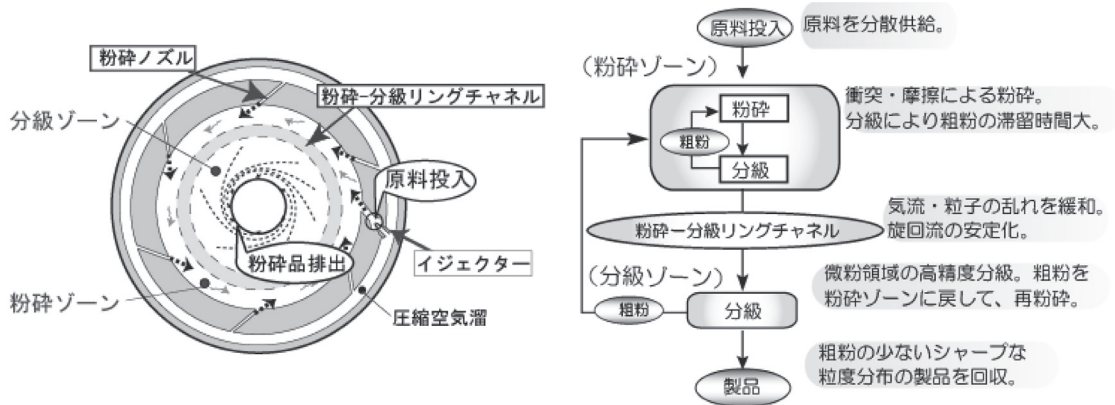 粉砕ノズル
粉砕-分級リングチャネル
分級ゾーン
原料投入
粉砕品排出
イジェクター
粉砕ゾーン
圧縮空気溜
原料投入
原料を分散供給。
（粉砕ゾーン）
粉砕
粗粉
分級
衝突・摩擦による粉砕。
分級により粗粉の滞留時間大。
粉砕ー分級リングチャネル
気流・粒子の乱れを緩和。
旋回流の安定化。
（分級ゾーン）
粗粉
分級
微粉領域の高精度分級。粗粉を
粉砕ゾーンに戻して、再粉砕。
製品
粗粉の少ないシャープな
粒度分布の製品を回収。